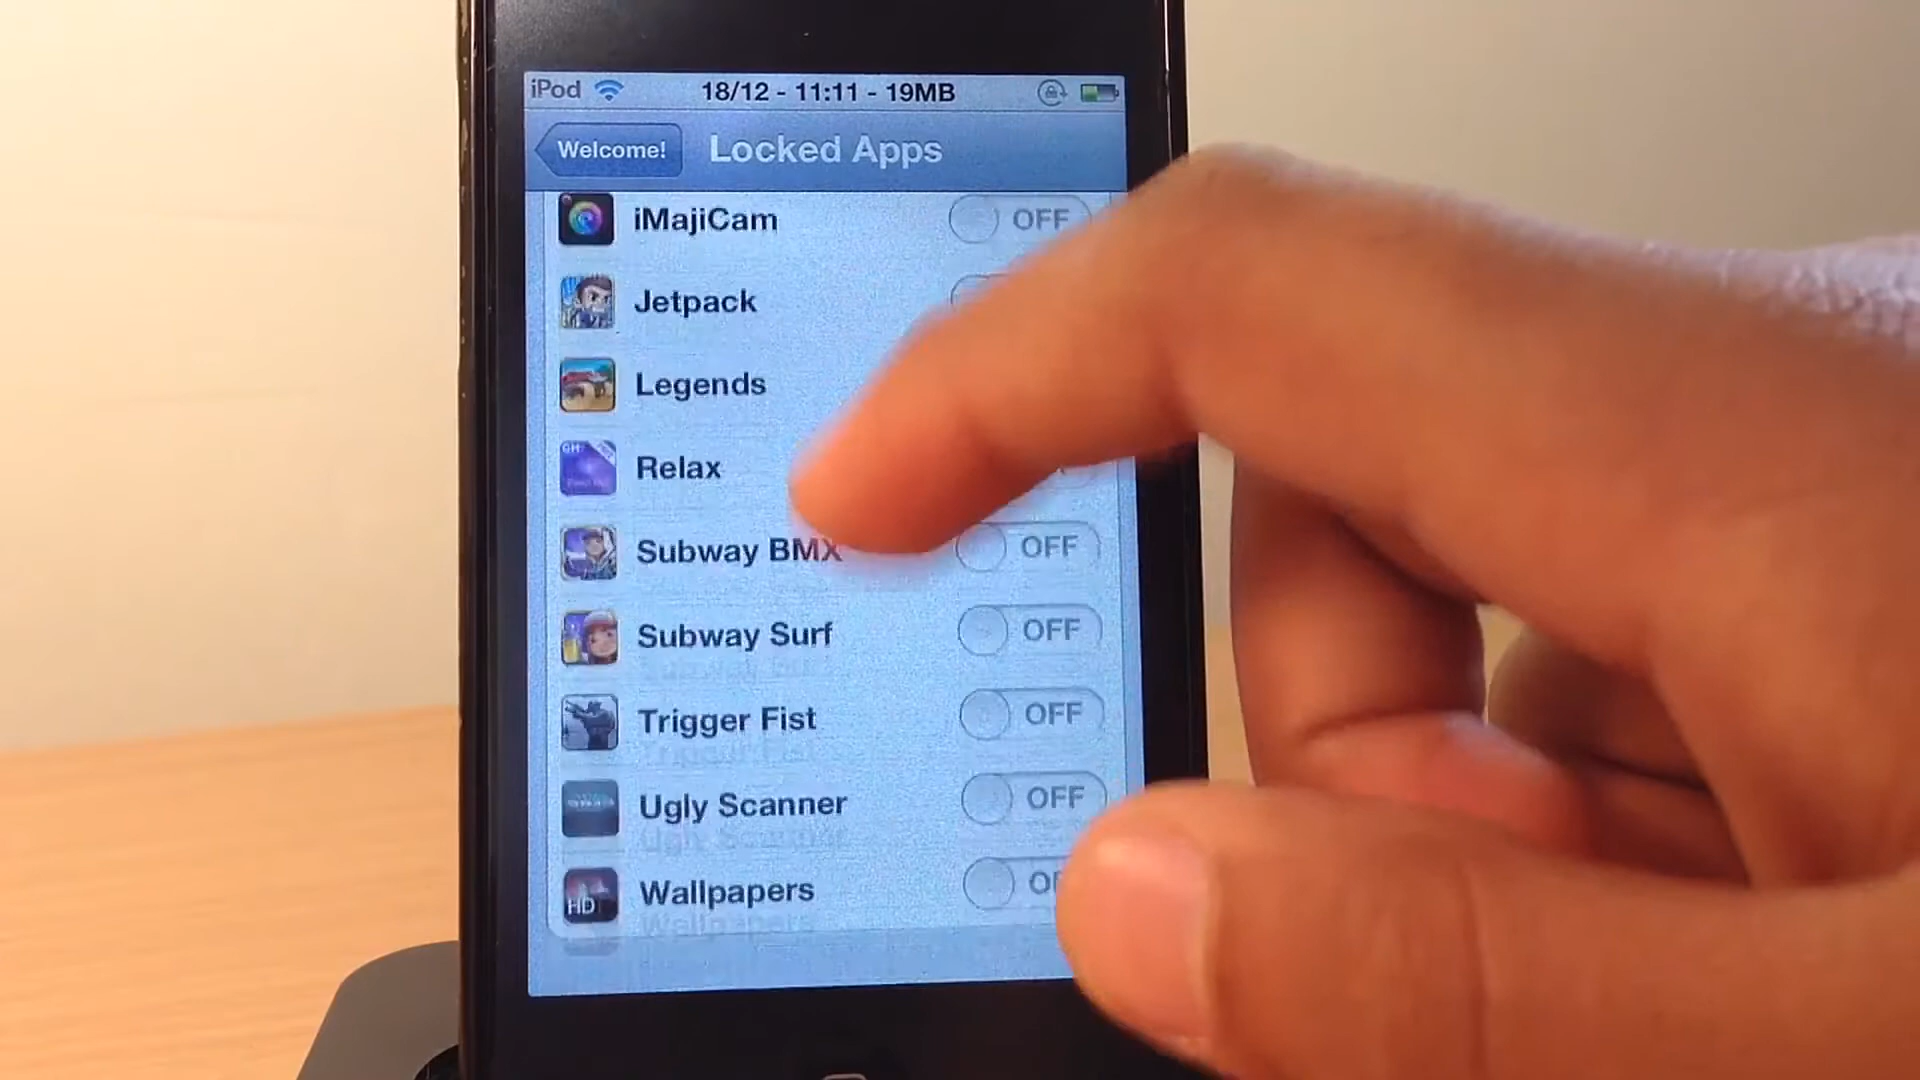 iPod 18/12 - 11:11 - 19MB
Welcome! Locked Apps
iMajiCam OFF
Jetpack
Legends
Relax
Subway BMX OFF
Subway Surf OFF
Trigger Fist OFF
Ugly Scanner OFF
HD Wallpapers